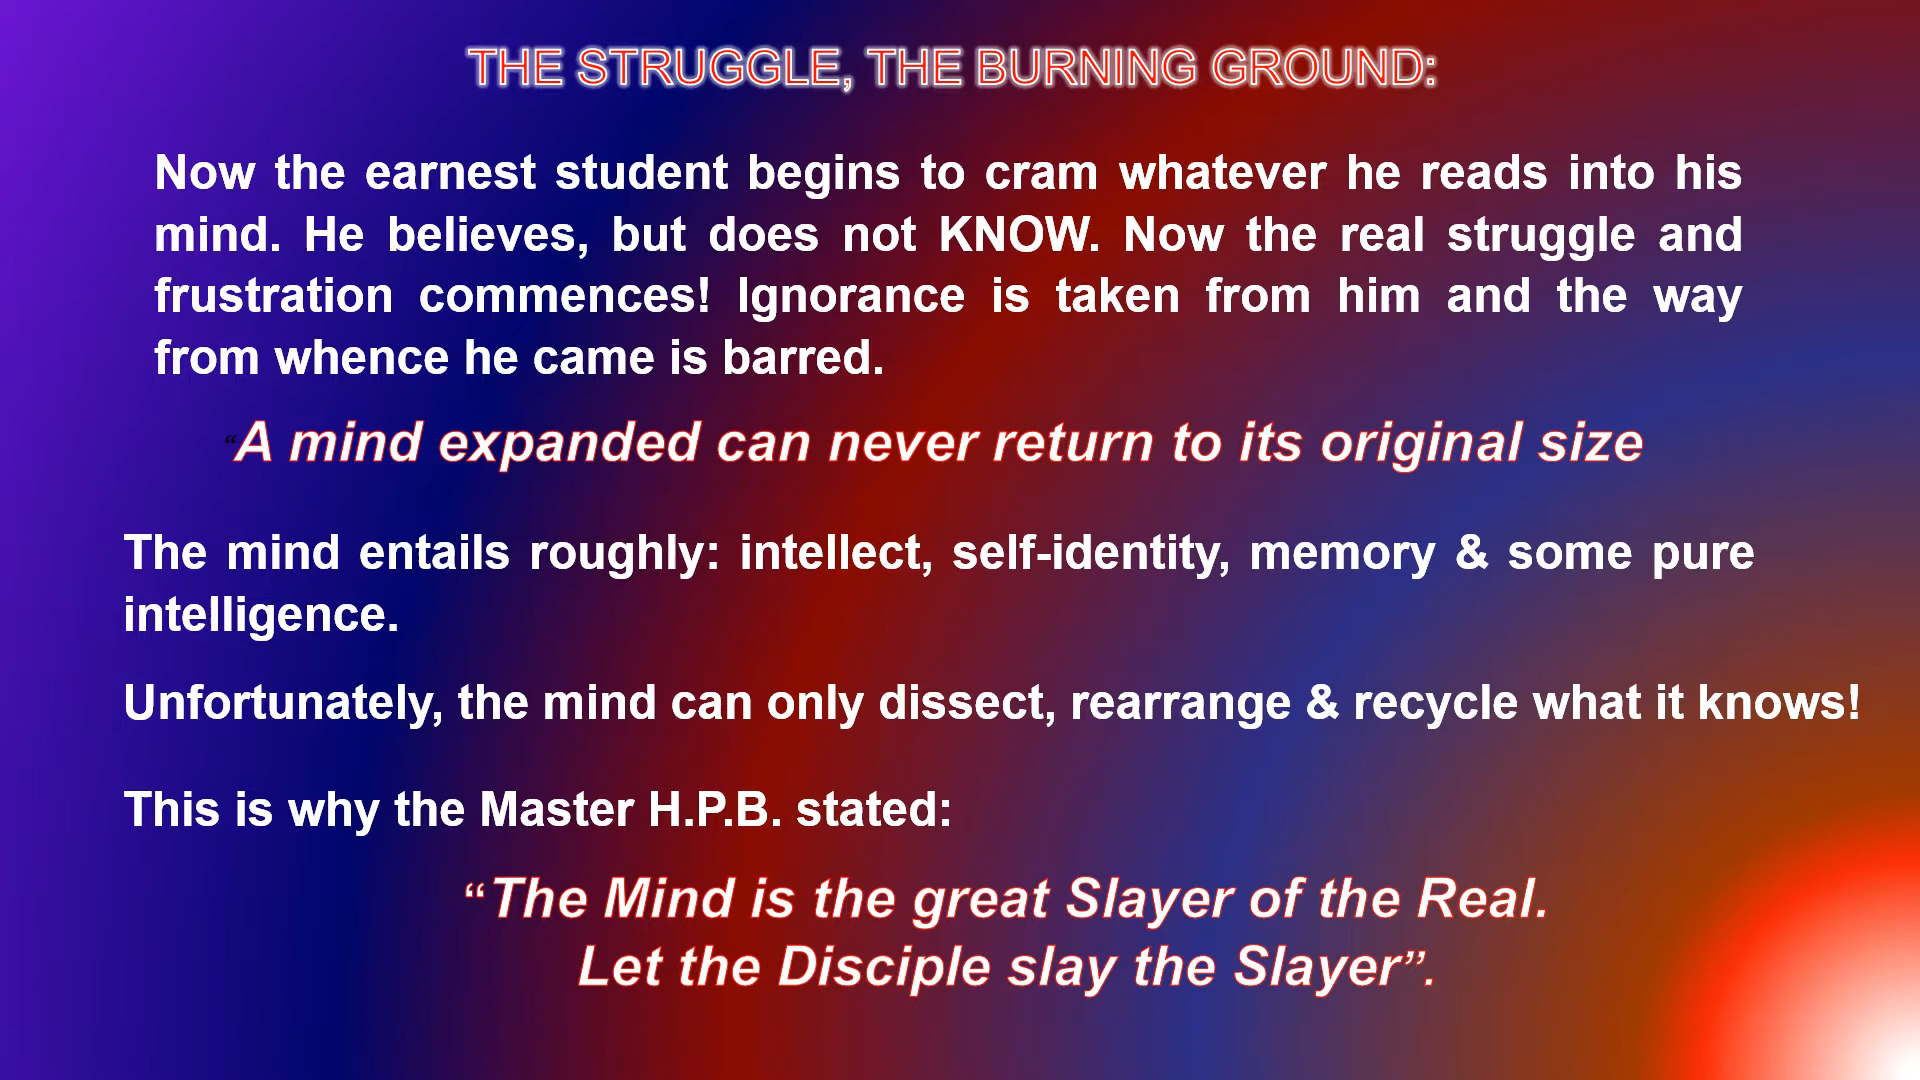 THE STRUGGLE, THE BURNING GROUND:
Now the earnest student begins to cram whatever he reads into his
mind. He believes, but does not KNOW. Now the real struggle and
frustration commences! Ignorance is taken from him and the way
from whence he came is barred.
“A mind expanded can never return to its original size
The mind entails roughly: intellect, self-identity, memory & some pure
intelligence.
Unfortunately, the mind can only dissect, rearrange & recycle what it knows!
This is why the Master H.P.B. stated:
“The Mind is the great Slayer of the Real.
Let the Disciple slay the Slayer”.